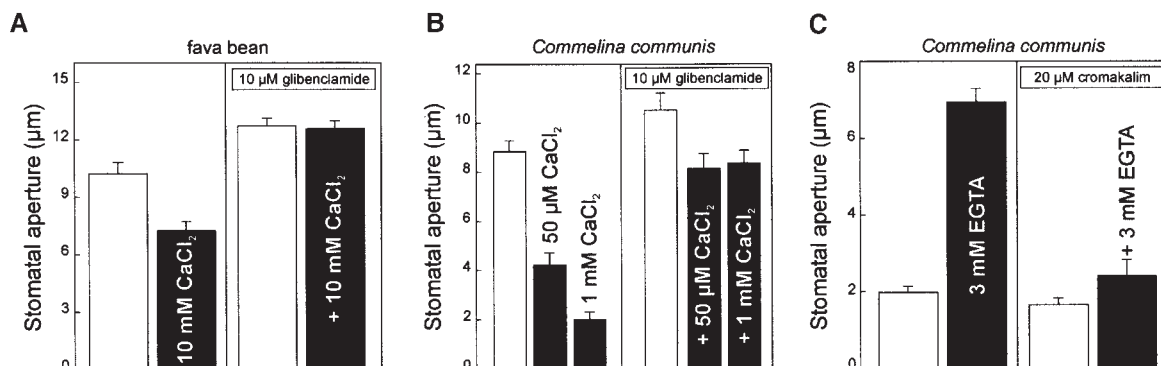 A
fava bean
10 µM glibenclamide
Stomatal aperture (µm)
15
12
9
6
3
0
10 mM CaCl₂
+ 10 mM CaCl₂
B
Commelina communis
10 µM glibenclamide
Stomatal aperture (µm)
12
10
8
6
4
2
0
50 µM CaCl₂
1 mM CaCl₂
+ 50 µM CaCl₂
+ 1 mM CaCl₂
C
Commelina communis
20 µM cromakalim
Stomatal aperture (µm)
8
6
4
2
0
3 mM EGTA
+ 3 mM EGTA